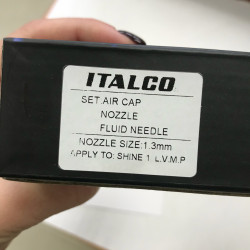 ITALCO
SET:AIR CAP
NOZZLE
FLUID NEEDLE
NOZZLE SIZE:1.3mm
APPLY TO: SHINE 1 L.V.M.P